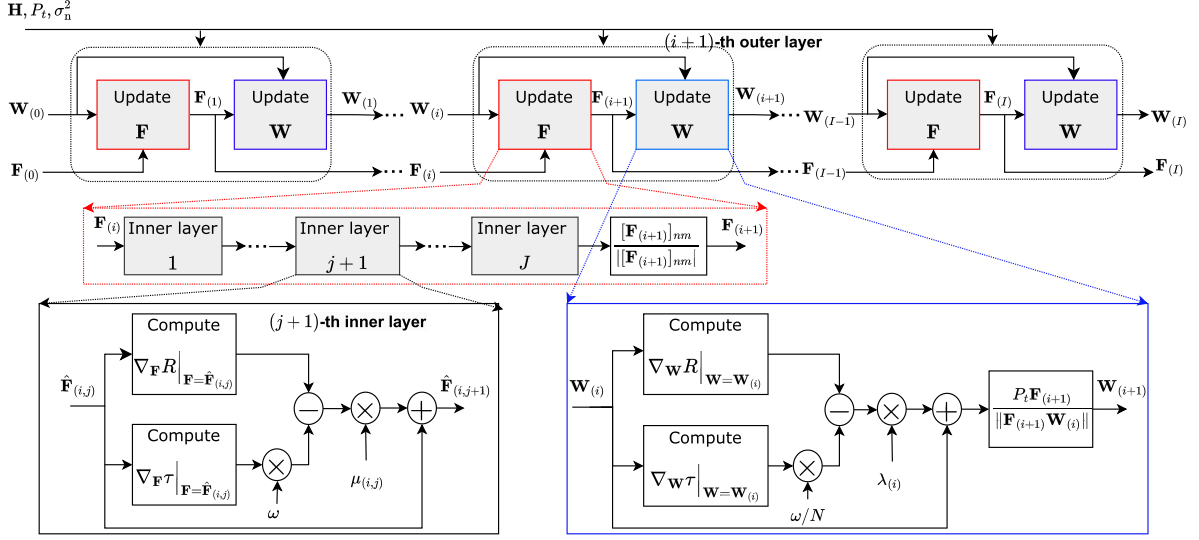 𝐇, P_t, σ_n^2
(i + 1)-th outer layer
𝐖_(0)
Update
𝐅
𝐅_(1)
Update
𝐖
𝐖_(1)
···
𝐖_(i)
Update
𝐅
𝐅_(i+1)
Update
𝐖
𝐖_(i+1)
···
𝐖_(I−1)
Update
𝐅
𝐅_(I)
Update
𝐖
𝐖_(I)
𝐅_(0)
···
𝐅_(i)
···
𝐅_(I−1)
𝐅_(I)
𝐅_(i)
Inner layer
1
···
Inner layer
j + 1
···
Inner layer
J
[𝐅_(i+1)]_nm
|[𝐅_(i+1)]_nm|
𝐅_(i+1)
(j + 1)-th inner layer
𝐅̂_(i,j)
Compute
∇_𝐅 R|_𝐅=𝐅̂_(i,j)
Compute
∇_𝐅 τ|_𝐅=𝐅̂_(i,j)
×
ω
−
×
μ_(i,j)
+
𝐅̂_(i,j+1)
𝐖_(i)
Compute
∇_𝐖 R|_𝐖=𝐖_(i)
Compute
∇_𝐖 τ|_𝐖=𝐖_(i)
×
ω/N
−
×
λ_(i)
+
P_t 𝐅_(i+1)
‖𝐅_(i+1) 𝐖_(i)‖
𝐖_(i+1)